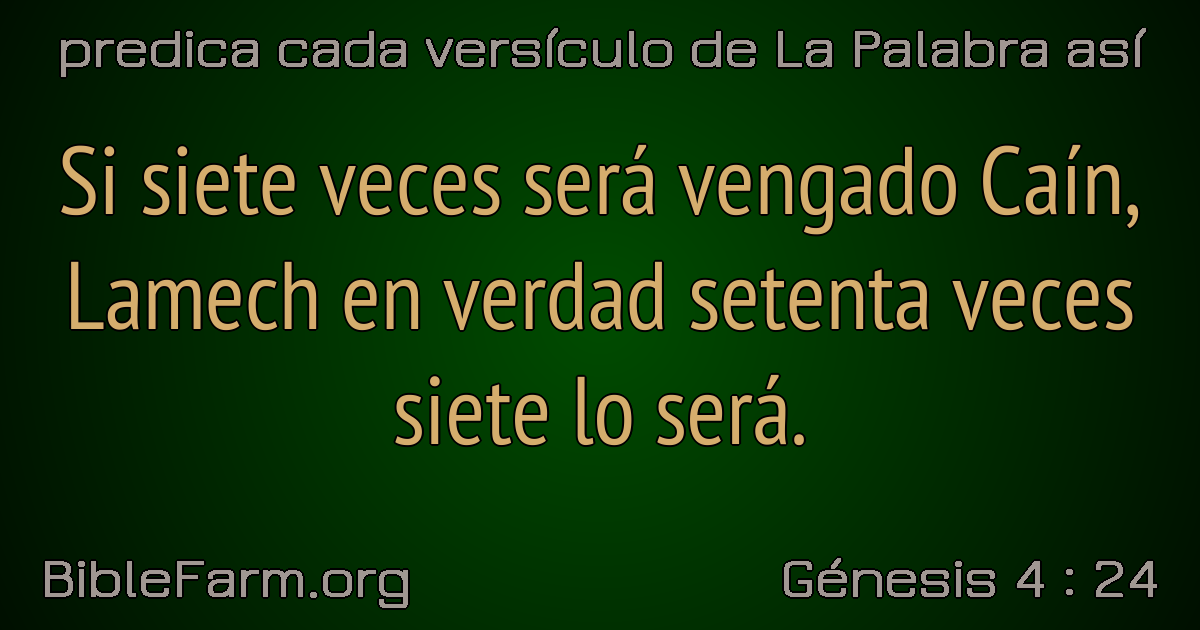 predica cada versículo de La Palabra así
Si siete veces será vengado Caín,
Lamech en verdad setenta veces
siete lo será.
BibleFarm.org
Génesis 4 : 24